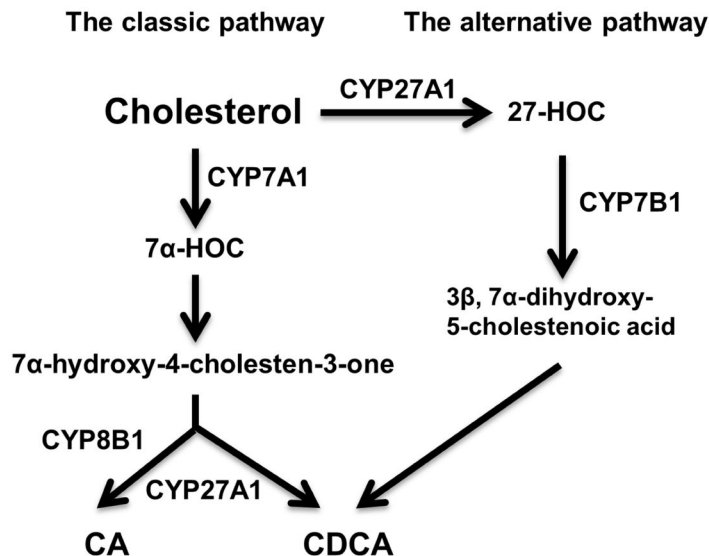 The classic pathway
The alternative pathway
CYP27A1
Cholesterol
27-HOC
CYP7A1
CYP7B1
7α-HOC
3β, 7α-dihydroxy-
5-cholestenoic acid
7α-hydroxy-4-cholesten-3-one
CYP8B1
CYP27A1
CA
CDCA